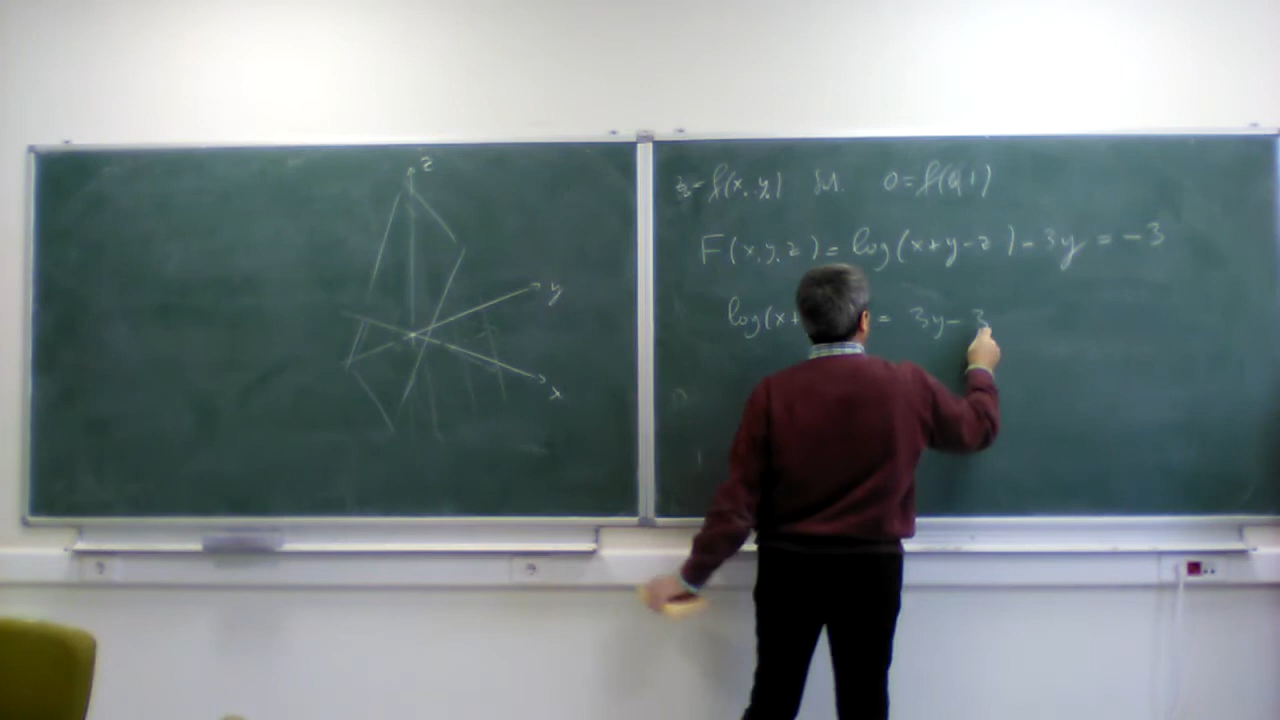 z
y
x
z=f(x,y) 0=f(0,1)
F(x,y,z)=log(x+y-z)-3y=-3
log(x+ = 3y-3